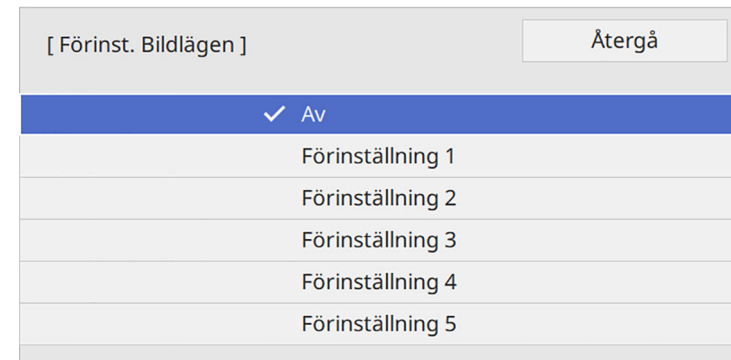 [ Förinst. Bildlägen ]
Återgå
Av
Förinställning 1
Förinställning 2
Förinställning 3
Förinställning 4
Förinställning 5